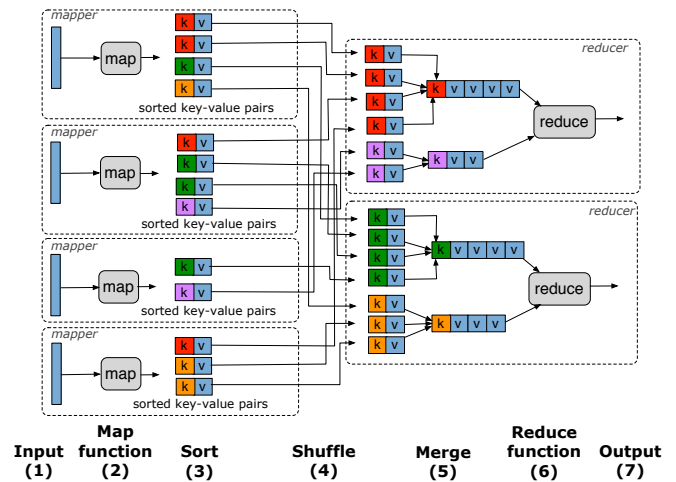 mapper
map
k v
k v
k v
k v
sorted key-value pairs
mapper
map
k v
k v
k v
k v
sorted key-value pairs
mapper
map
k v
k v
sorted key-value pairs
mapper
map
k v
k v
k v
sorted key-value pairs
reducer
k v
k v
k v
k v
k v
k v
k v v v v
k v v
reduce
reducer
k v
k v
k v
k v
k v
k v
k v
k v v v v
k v v v
reduce
Input
(1)
Map
function
(2)
Sort
(3)
Shuffle
(4)
Merge
(5)
Reduce
function
(6)
Output
(7)